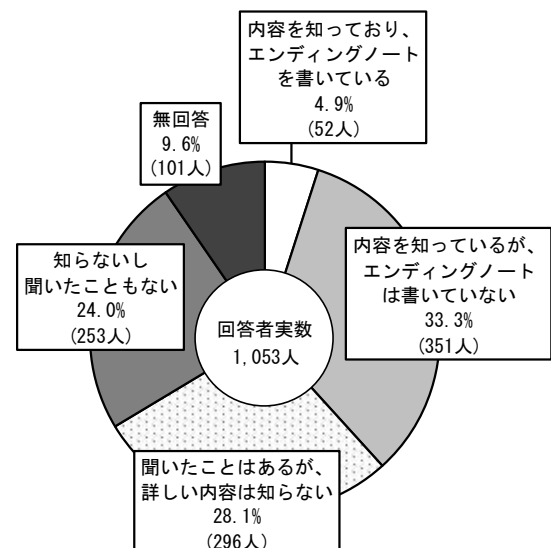 内容を知っており、
エンディングノート
を書いている
4.9%
(52人)
内容を知っているが、
エンディングノート
は書いていない
33.3%
(351人)
聞いたことはあるが、
詳しい内容は知らない
28.1%
(296人)
知らないし
聞いたこともない
24.0%
(253人)
無回答
9.6%
(101人)
回答者実数
1,053人